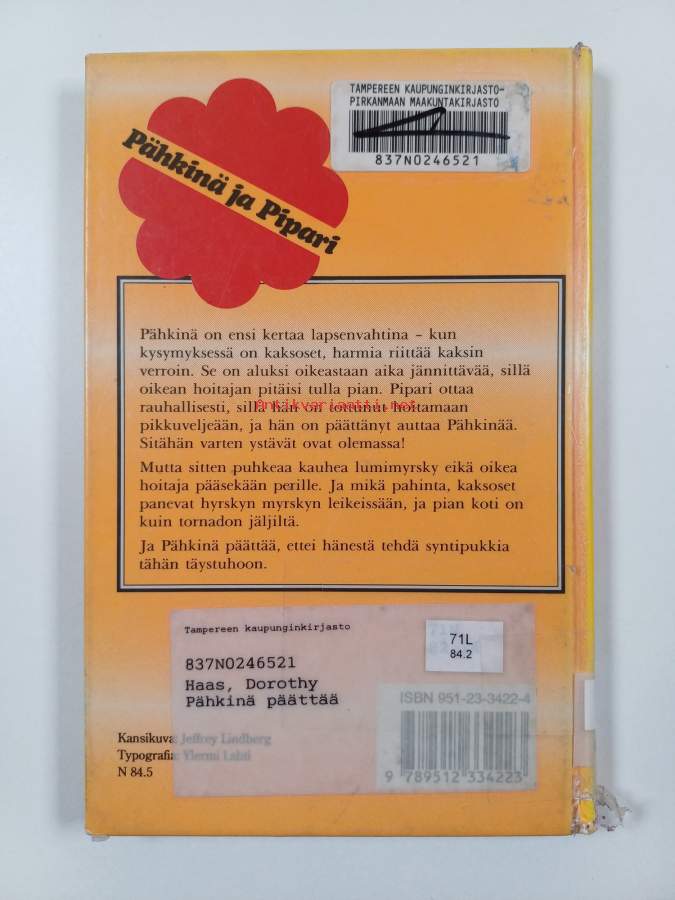 TAMPEREEN KAUPUNGINKIRJASTO-
PIRKANMAAN MAAKUNTAKIRJASTO
837N0246521
Pähkinä ja Pipari
Pähkinä on ensi kertaa lapsenvahtina – kun
kysymyksessä on kaksoset, harmia riittää kaksin
verroin. Se on aluksi oikeastaan aika jännittävää, sillä
oikean hoitajan pitäisi tulla pian. Pipari ottaa
rauhallisesti, sillä hän on tottunut hoitamaan
Antikvariaatti.net
pikkuveljeään, ja hän on päättänyt auttaa Pähkinää.
Sitähän varten ystävät ovat olemassa!
Mutta sitten puhkeaa kauhea lumimyrsky eikä oikea
hoitaja pääsekään perille. Ja mikä pahinta, kaksoset
panevat hyrskyn myrskyn leikeissään, ja pian koti on
kuin tornadon jäljiltä.
Ja Pähkinä päättää, ettei hänestä tehdä syntipukkia
tähän täystuhoon.
Tampereen kaupunginkirjasto
71L
84.2
837N0246521
Haas, Dorothy
Pähkinä päättää
ISBN 951-23-3422-4
Kansikuva: Jeffrey Lindberg
Typografia: Ylermi Lahti
N 84.5
9 789512 334223